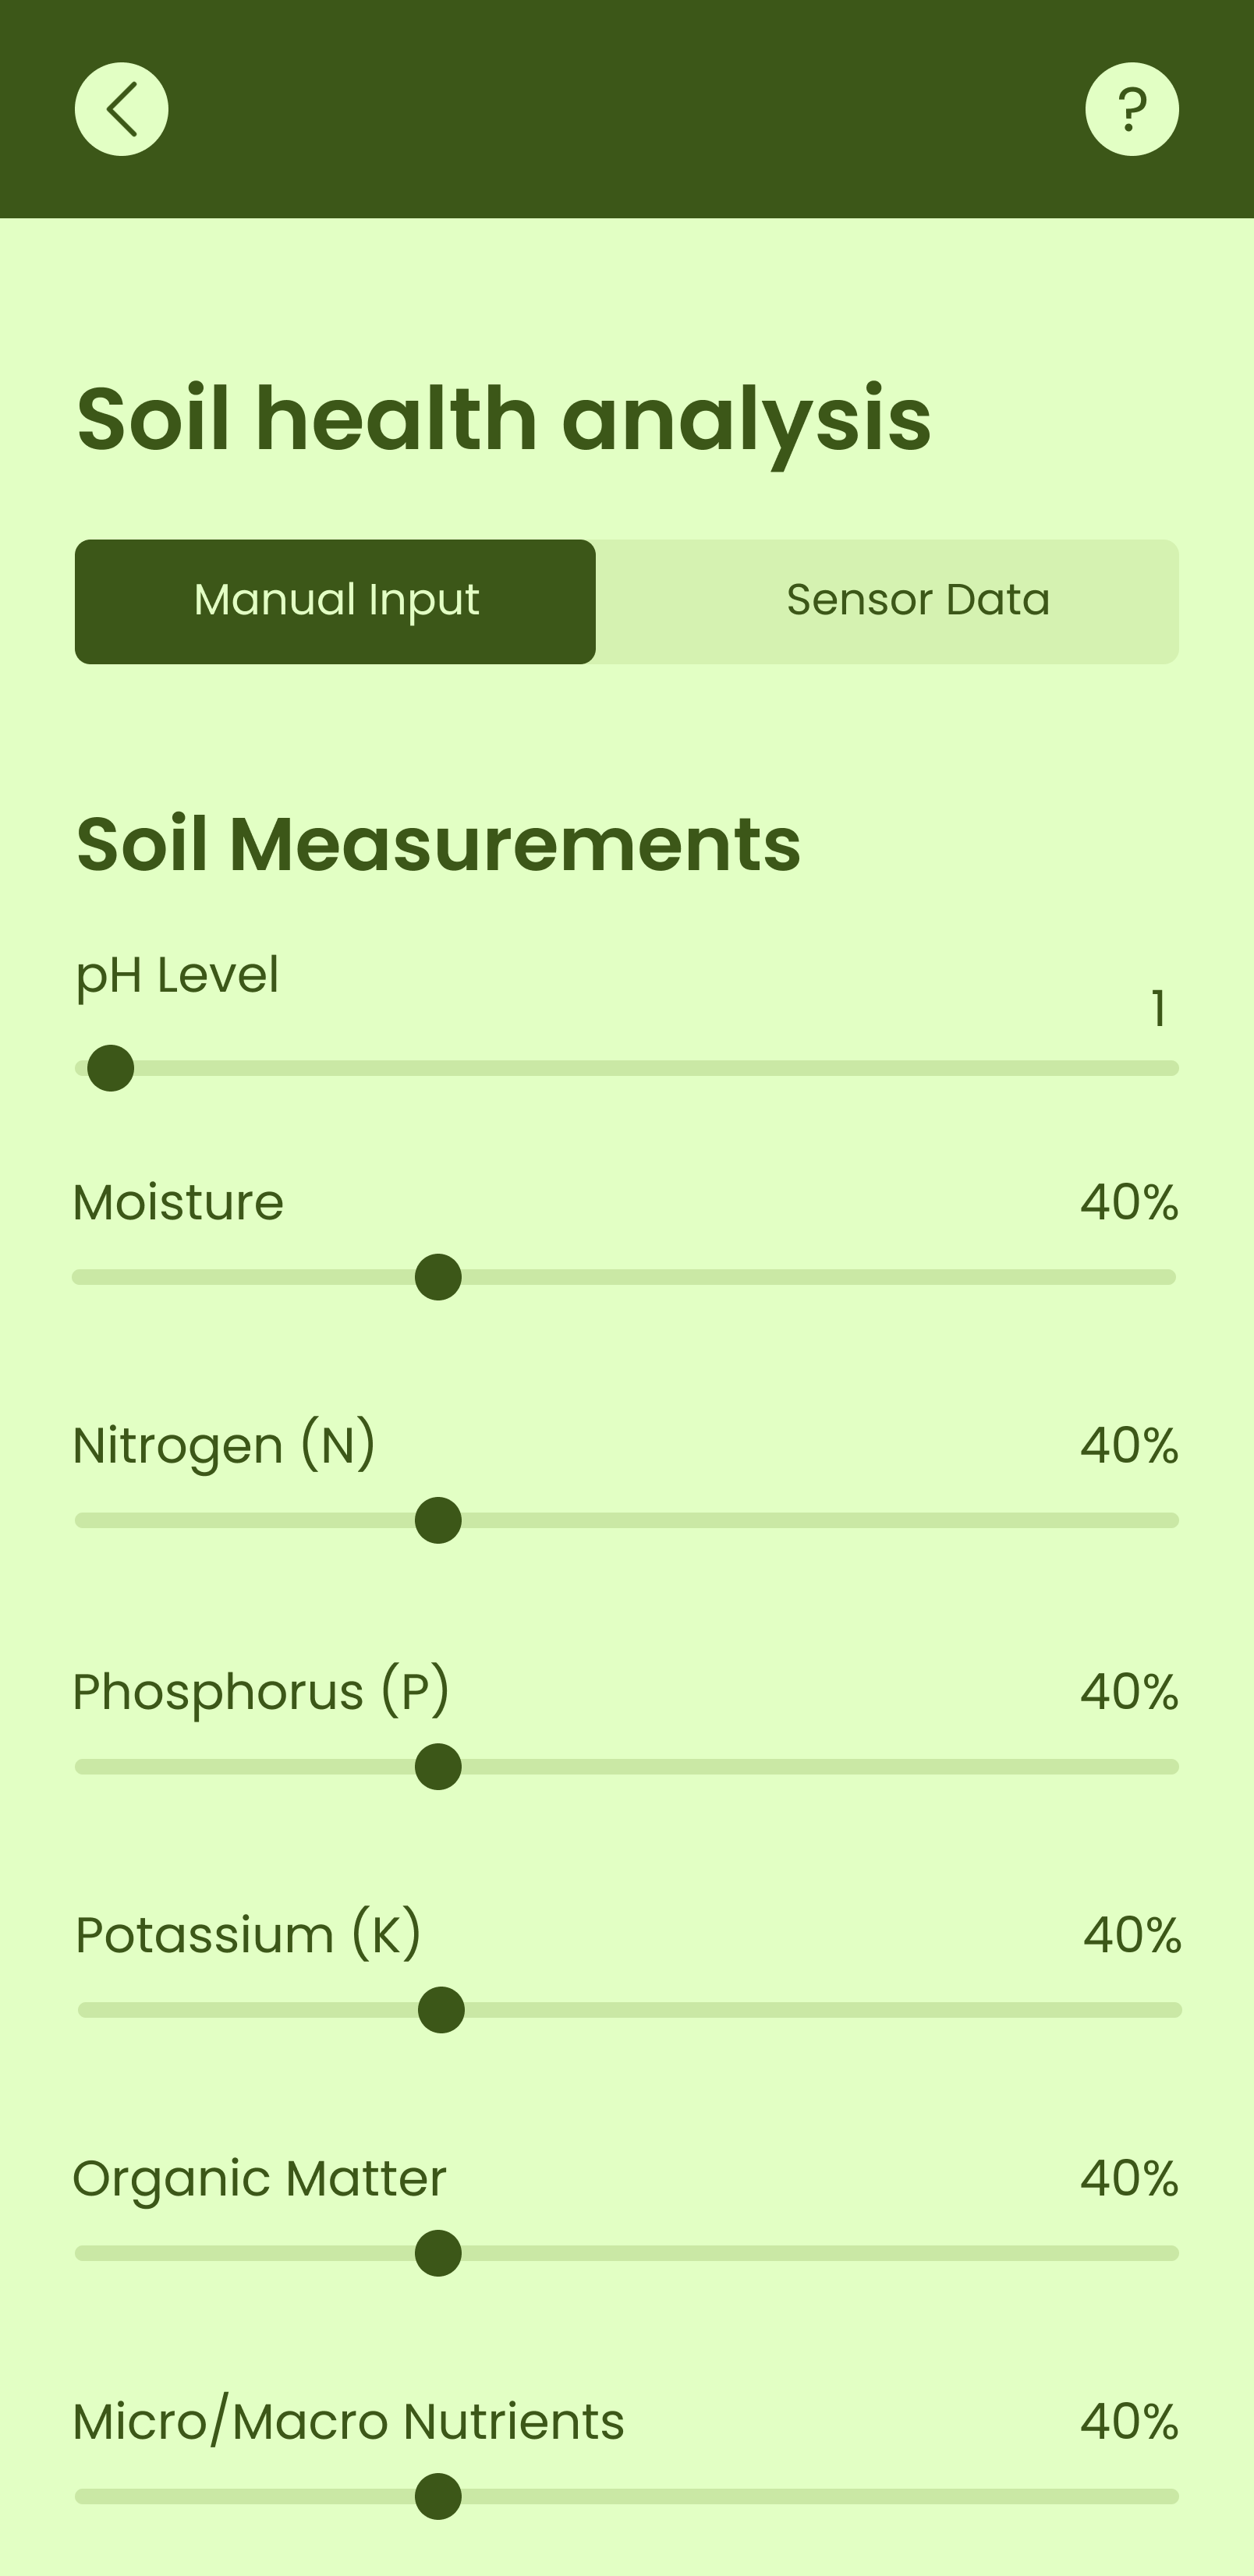 ?
Soil health analysis
Manual Input Sensor Data
Soil Measurements
pH Level
1
Moisture 40%
Nitrogen (N) 40%
Phosphorus (P) 40%
Potassium (K) 40%
Organic Matter 40%
Micro/Macro Nutrients 40%